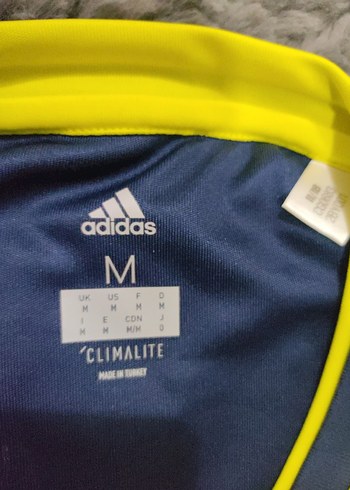 adidas
M
UK US F D
M M M M
I E CDN J
M M M/M O
CLIMALITE
MADE IN TURKEY